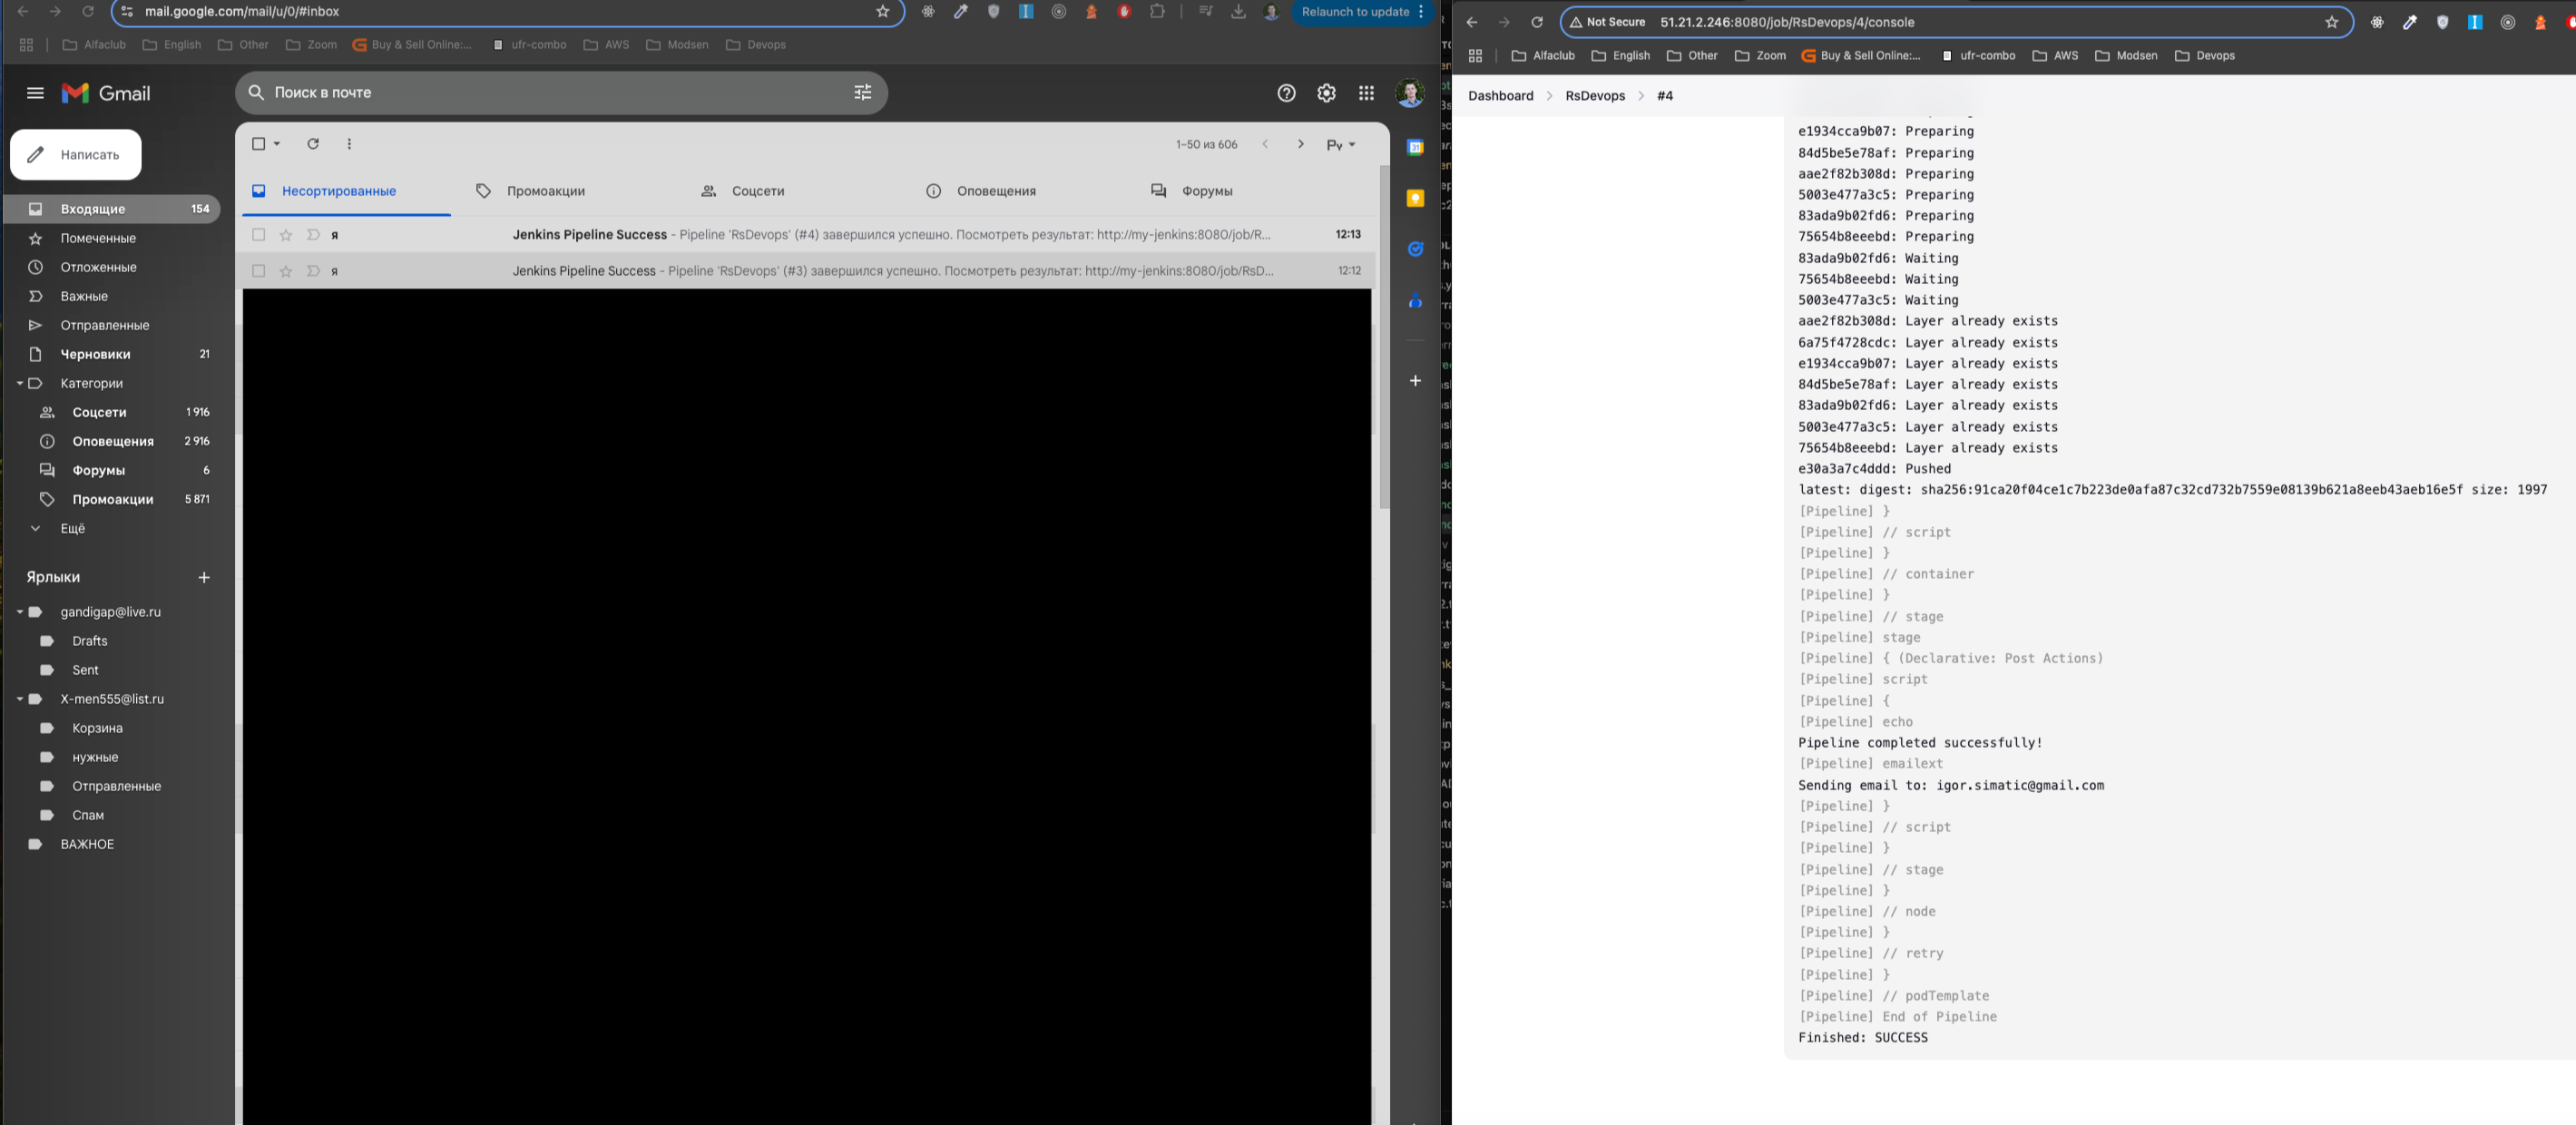 mail.google.com/mail/u/0/#inbox
Relaunch to update
Alfaclub English Other Zoom Buy & Sell Online:... ufr-combo AWS Modsen Devops
Gmail
Поиск в почте
Написать
1–50 из 606
Ру
Несортированные Промоакции Соцсети Оповещения Форумы
я Jenkins Pipeline Success - Pipeline 'RsDevops' (#4) завершился успешно. Посмотреть результат: http://my-jenkins:8080/job/R... 12:13
я Jenkins Pipeline Success - Pipeline 'RsDevops' (#3) завершился успешно. Посмотреть результат: http://my-jenkins:8080/job/RsD... 12:12
Входящие 154
Помеченные
Отложенные
Важные
Отправленные
Черновики 21
Категории
Соцсети 1 916
Оповещения 2 916
Форумы 6
Промоакции 5 871
Ещё
Ярлыки
gandigap@live.ru
Drafts
Sent
X-men555@list.ru
Корзина
нужные
Отправленные
Спам
ВАЖНОЕ
Not Secure 51.21.2.246:8080/job/RsDevops/4/console
Alfaclub English Other Zoom Buy & Sell Online:... ufr-combo AWS Modsen Devops
Dashboard RsDevops #4
e1934cca9b07: Preparing
84d5be5e78af: Preparing
aae2f82b308d: Preparing
5003e477a3c5: Preparing
83ada9b02fd6: Preparing
75654b8eeebd: Preparing
83ada9b02fd6: Waiting
75654b8eeebd: Waiting
5003e477a3c5: Waiting
aae2f82b308d: Layer already exists
6a75f4728cdc: Layer already exists
e1934cca9b07: Layer already exists
84d5be5e78af: Layer already exists
83ada9b02fd6: Layer already exists
5003e477a3c5: Layer already exists
75654b8eeebd: Layer already exists
e30a3a7c4ddd: Pushed
latest: digest: sha256:91ca20f04ce1c7b223de0afa87c32cd732b7559e08139b621a8eeb43aeb16e5f size: 1997
[Pipeline] }
[Pipeline] // script
[Pipeline] }
[Pipeline] // container
[Pipeline] }
[Pipeline] // stage
[Pipeline] stage
[Pipeline] { (Declarative: Post Actions)
[Pipeline] script
[Pipeline] {
[Pipeline] echo
Pipeline completed successfully!
[Pipeline] emailext
Sending email to: igor.simatic@gmail.com
[Pipeline] }
[Pipeline] // script
[Pipeline] }
[Pipeline] // stage
[Pipeline] }
[Pipeline] // node
[Pipeline] }
[Pipeline] // retry
[Pipeline] }
[Pipeline] // podTemplate
[Pipeline] End of Pipeline
Finished: SUCCESS